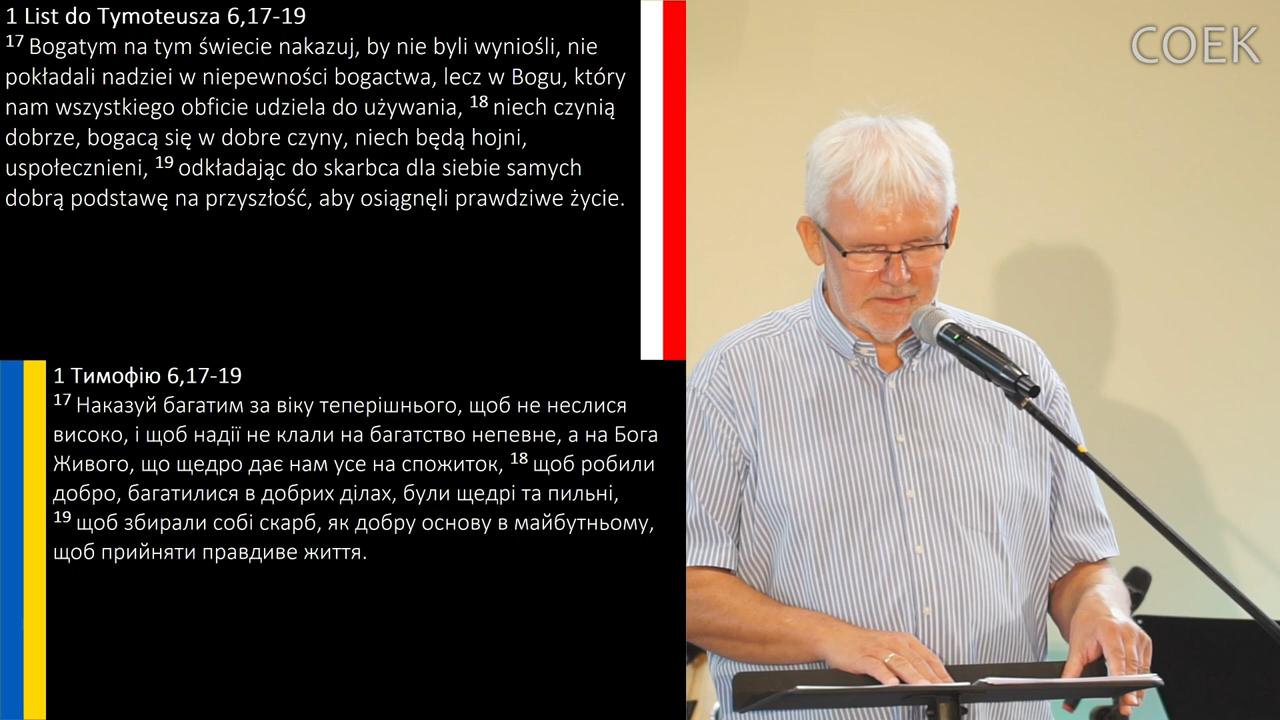 1 List do Tymoteusza 6,17-19
17 Bogatym na tym świecie nakazuj, by nie byli wyniośli, nie
pokładali nadziei w niepewności bogactwa, lecz w Bogu, który
nam wszystkiego obficie udziela do używania, 18 niech czynią
dobrze, bogacą się w dobre czyny, niech będą hojni,
uspołecznieni, 19 odkładając do skarbca dla siebie samych
dobrą podstawę na przyszłość, aby osiągnęli prawdziwe życie.
1 Тимофію 6,17-19
17 Наказуй багатим за віку теперішнього, щоб не неслися
високо, і щоб надії не клали на багатство непевне, а на Бога
Живого, що щедро дає нам усе на спожиток, 18 щоб робили
добро, багатилися в добрих ділах, були щедрі та пильні,
19 щоб збирали собі скарб, як добру основу в майбутньому,
щоб прийняти правдиве життя.
COEK